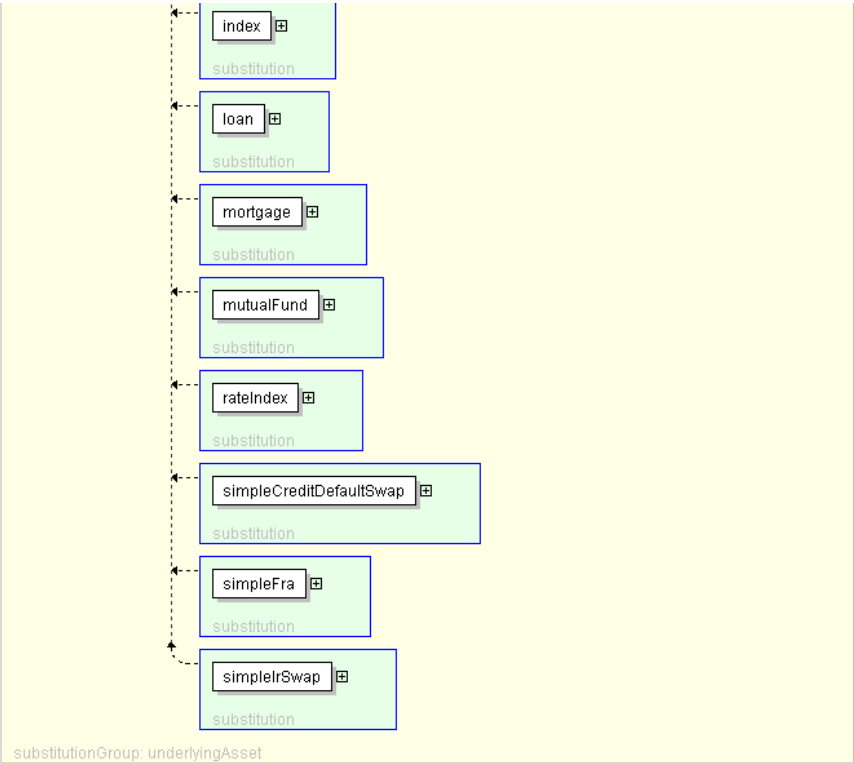 index
substitution
loan
substitution
mortgage
substitution
mutualFund
substitution
rateIndex
substitution
simpleCreditDefaultSwap
substitution
simpleFra
substitution
simpleIrSwap
substitution
substitutionGroup: underlyingAsset